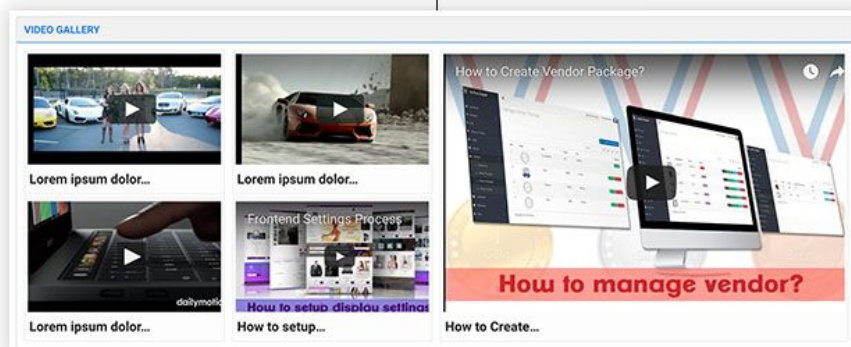 VIDEO GALLERY
Lorem ipsum dolor...
Lorem ipsum dolor...
How to Create Vendor Package?
How to manage vendor?
How to Create...
dailymotion
Lorem ipsum dolor...
Frontend Settings Process
How to setup display settings
How to setup...